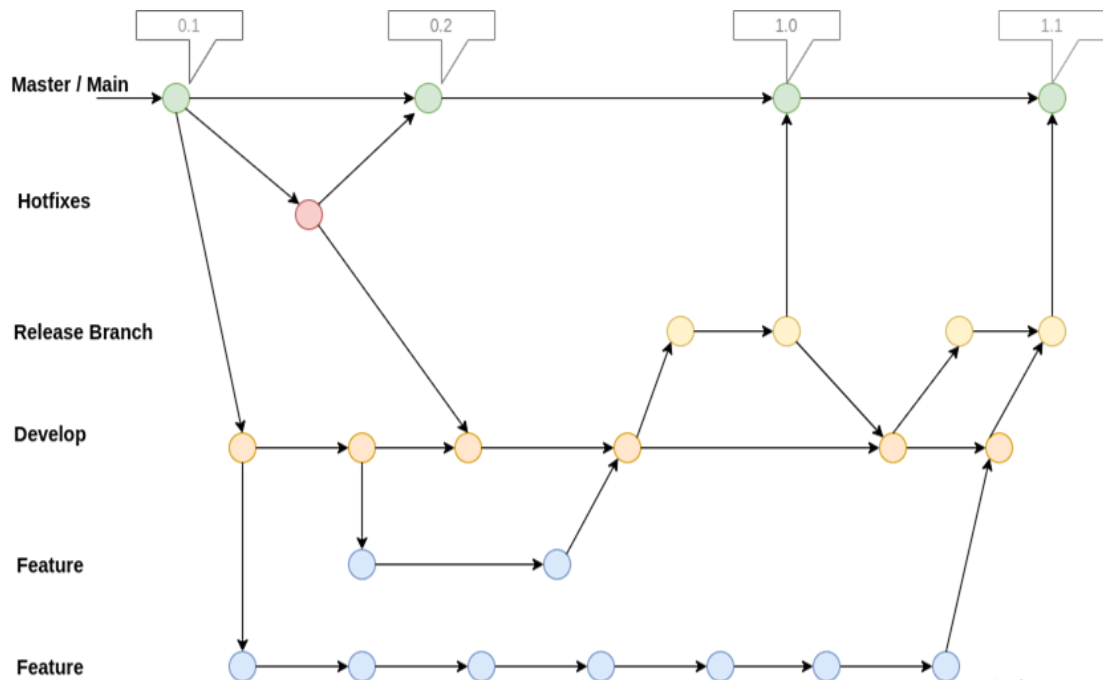 0.1
0.2
1.0
1.1
Master / Main
Hotfixes
Release Branch
Develop
Feature
Feature